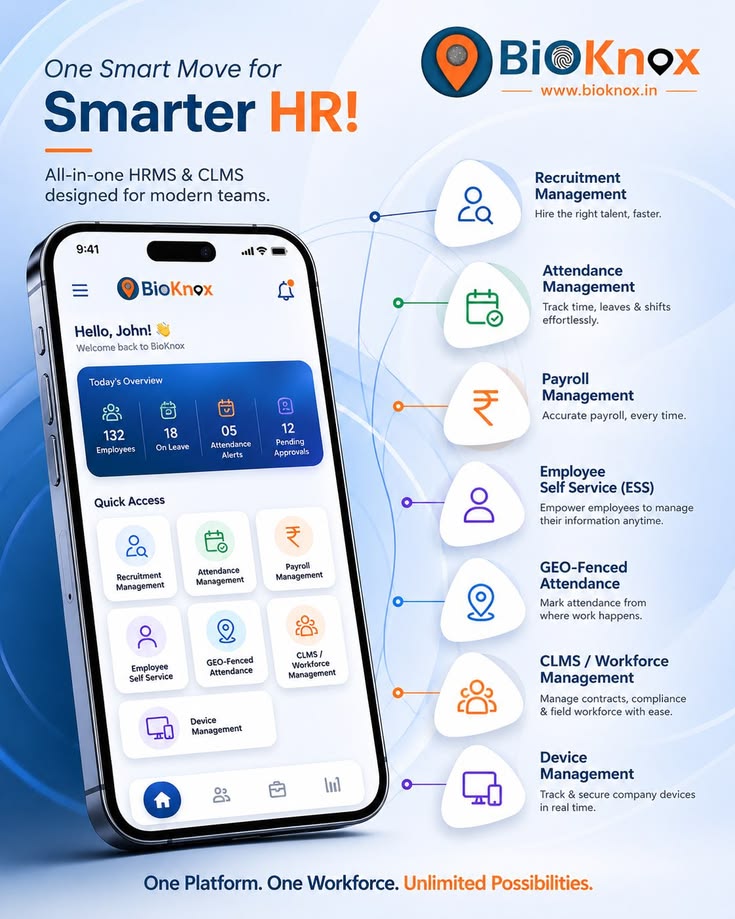 One Smart Move for
Smarter HR!
All-in-one HRMS & CLMS
designed for modern teams.
BioKnox
www.bioknox.in
9:41
BioKnox
Hello, John! 👋
Welcome back to BioKnox
Today's Overview
132
Employees
18
On Leave
05
Attendance
Alerts
12
Pending
Approvals
Quick Access
Recruitment
Management
Attendance
Management
₹
Payroll
Management
Employee
Self Service
GEO-Fenced
Attendance
CLMS /
Workforce
Management
Device
Management
Recruitment
Management
Hire the right talent, faster.
Attendance
Management
Track time, leaves & shifts
effortlessly.
₹
Payroll
Management
Accurate payroll, every time.
Employee
Self Service (ESS)
Empower employees to manage
their information anytime.
GEO-Fenced
Attendance
Mark attendance from
where work happens.
CLMS / Workforce
Management
Manage contracts, compliance
& field workforce with ease.
Device
Management
Track & secure company devices
in real time.
One Platform. One Workforce. Unlimited Possibilities.